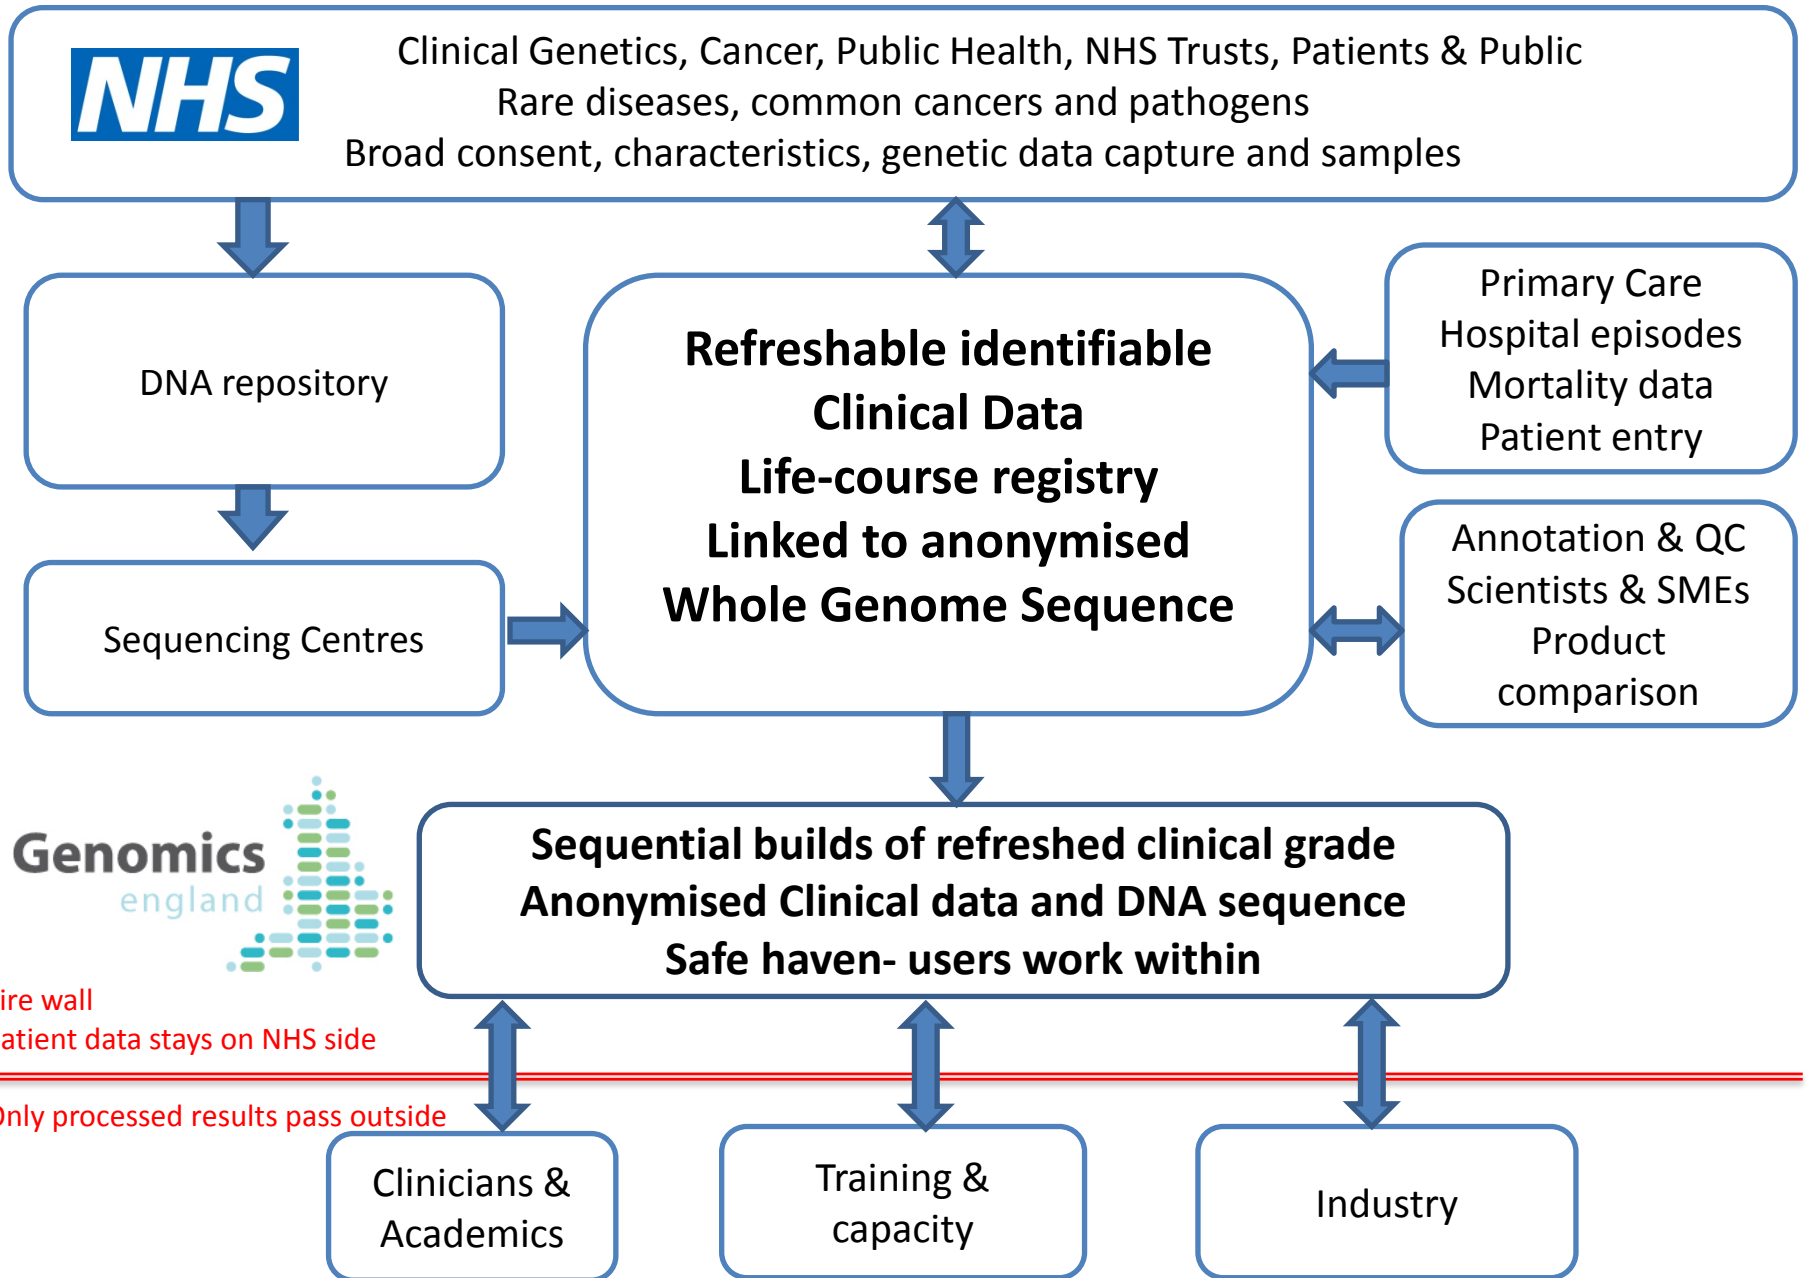 NHS
Clinical Genetics, Cancer, Public Health, NHS Trusts, Patients & Public
Rare diseases, common cancers and pathogens
Broad consent, characteristics, genetic data capture and samples
DNA repository
Refreshable identifiable
Clinical Data
Life-course registry
Linked to anonymised
Whole Genome Sequence
Primary Care
Hospital episodes
Mortality data
Patient entry
Sequencing Centres
Annotation & QC
Scientists & SMEs
Product
comparison
Genomics
england
Sequential builds of refreshed clinical grade
Anonymised Clinical data and DNA sequence
Safe haven- users work within
ire wall
atient data stays on NHS side
Only processed results pass outside
Clinicians &
Academics
Training &
capacity
Industry